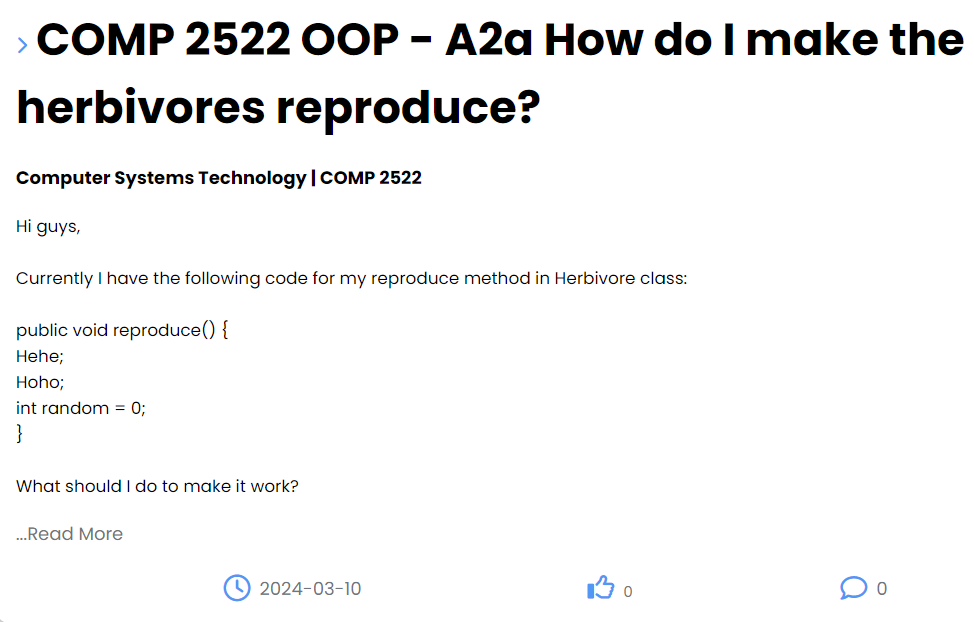 COMP 2522 OOP - A2a How do I make the
herbivores reproduce?
Computer Systems Technology | COMP 2522
Hi guys,
Currently I have the following code for my reproduce method in Herbivore class:
public void reproduce() {
Hehe;
Hoho;
int random = 0;
}
What should I do to make it work?
...Read More
2024-03-10 0 0